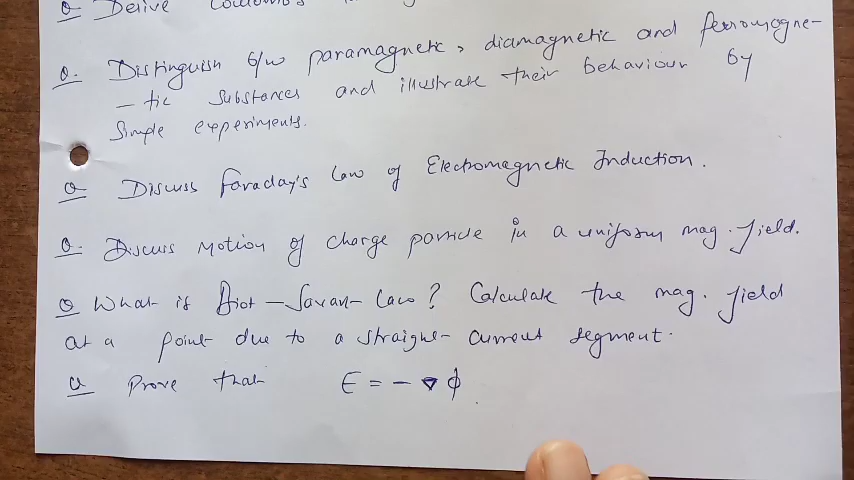 Q Derive Coulomb's
Q. Distinguish b/w paramagnetic, diamagnetic and ferromagne-
-tic substances and illustrate their behaviour by
simple experiments.
Q Discuss Faraday's Law of Electromagnetic Induction.
Q. Discuss Motion of charge particle in a uniform mag. field.
Q What is Biot-Savart Law? Calculate the mag. field
at a point due to a straight current segment.
Q Prove that E = - ∇ φ